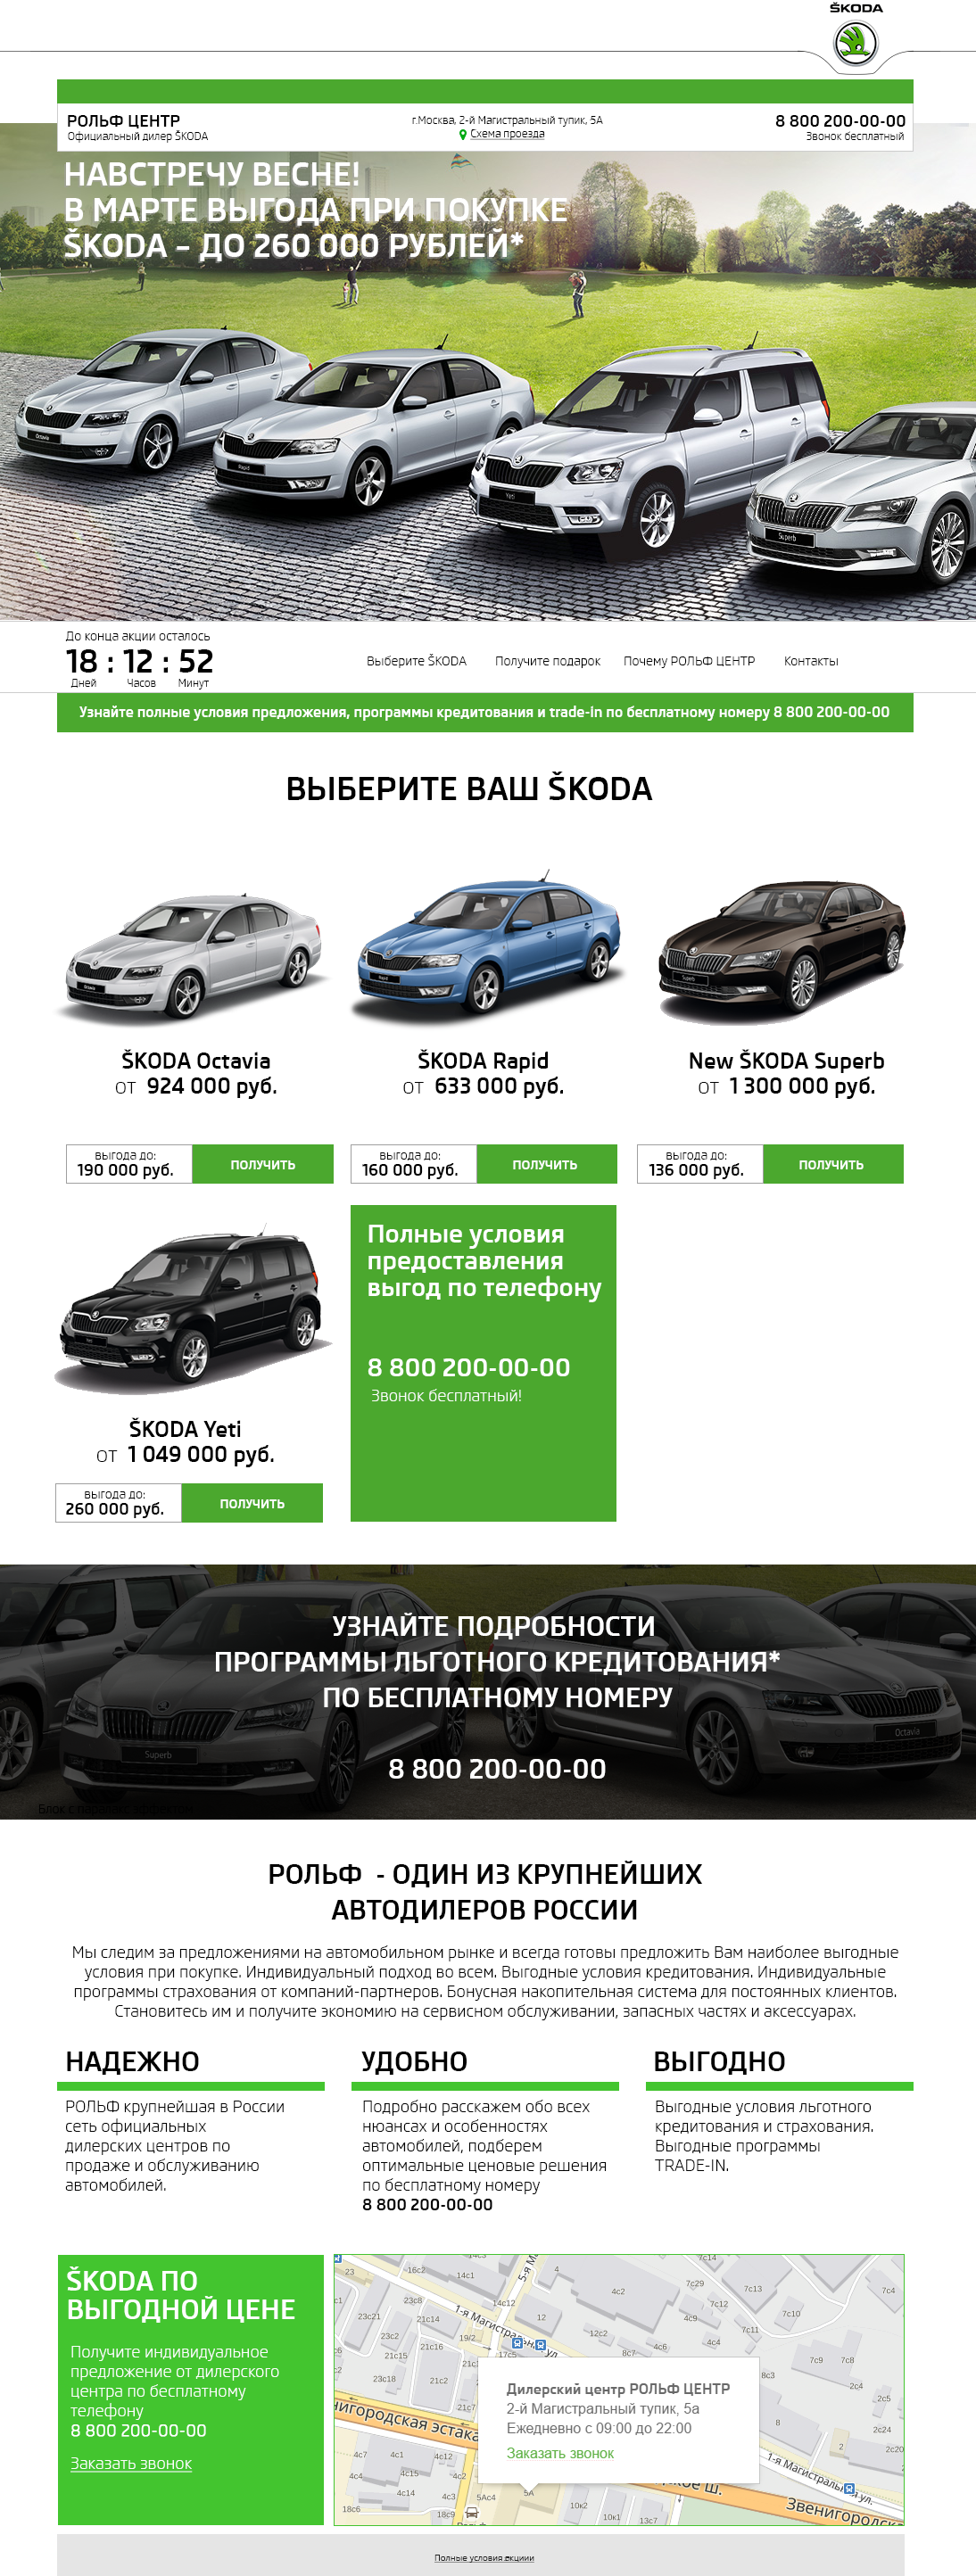 ŠKODA
РОЛЬФ ЦЕНТР
Официальный дилер ŠKODA
г.Москва, 2-й Магистральный тупик, 5А
Схема проезда
8 800 200-00-00
Звонок бесплатный
НАВСТРЕЧУ ВЕСНЕ!
В МАРТЕ ВЫГОДА ПРИ ПОКУПКЕ
ŠKODA – ДО 260 000 РУБЛЕЙ*
Octavia
Rapid
Yeti
Superb
До конца акции осталось
18 : 12 : 52
Дней Часов Минут
Выберите ŠKODA Получите подарок Почему РОЛЬФ ЦЕНТР Контакты
Узнайте полные условия предложения, программы кредитования и trade-in по бесплатному номеру 8 800 200-00-00
ВЫБЕРИТЕ ВАШ ŠKODA
Octavia
Rapid
Superb
ŠKODA Octavia
от 924 000 руб.
выгода до:
190 000 руб.
ПОЛУЧИТЬ
ŠKODA Rapid
от 633 000 руб.
выгода до:
160 000 руб.
ПОЛУЧИТЬ
New ŠKODA Superb
от 1 300 000 руб.
выгода до:
136 000 руб.
ПОЛУЧИТЬ
ŠKODA Yeti
от 1 049 000 руб.
выгода до:
260 000 руб.
ПОЛУЧИТЬ
Полные условия
предоставления
выгод по телефону
8 800 200-00-00
Звонок бесплатный!
УЗНАЙТЕ ПОДРОБНОСТИ
ПРОГРАММЫ ЛЬГОТНОГО КРЕДИТОВАНИЯ*
ПО БЕСПЛАТНОМУ НОМЕРУ
8 800 200-00-00
Superb
Octavia
РОЛЬФ - ОДИН ИЗ КРУПНЕЙШИХ
АВТОДИЛЕРОВ РОССИИ
Мы следим за предложениями на автомобильном рынке и всегда готовы предложить Вам наиболее выгодные
условия при покупке. Индивидуальный подход во всем. Выгодные условия кредитования. Индивидуальные
программы страхования от компаний-партнеров. Бонусная накопительная система для постоянных клиентов.
Становитесь им и получите экономию на сервисном обслуживании, запасных частях и аксессуарах.
НАДЕЖНО
РОЛЬФ крупнейшая в России
сеть официальных
дилерских центров по
продаже и обслуживанию
автомобилей.
УДОБНО
Подробно расскажем обо всех
нюансах и особенностях
автомобилей, подберем
оптимальные ценовые решения
по бесплатному номеру
8 800 200-00-00
ВЫГОДНО
Выгодные условия льготного
кредитования и страхования.
Выгодные программы
TRADE-IN.
ŠKODA ПО
ВЫГОДНОЙ ЦЕНЕ
Получите индивидуальное
предложение от дилерского
центра по бесплатному
телефону
8 800 200-00-00
Заказать звонок
Дилерский центр РОЛЬФ ЦЕНТР
2-й Магистральный тупик, 5а
Ежедневно с 09:00 до 22:00
Заказать звонок
1-я Магистральная ул.
Полные условия акциии